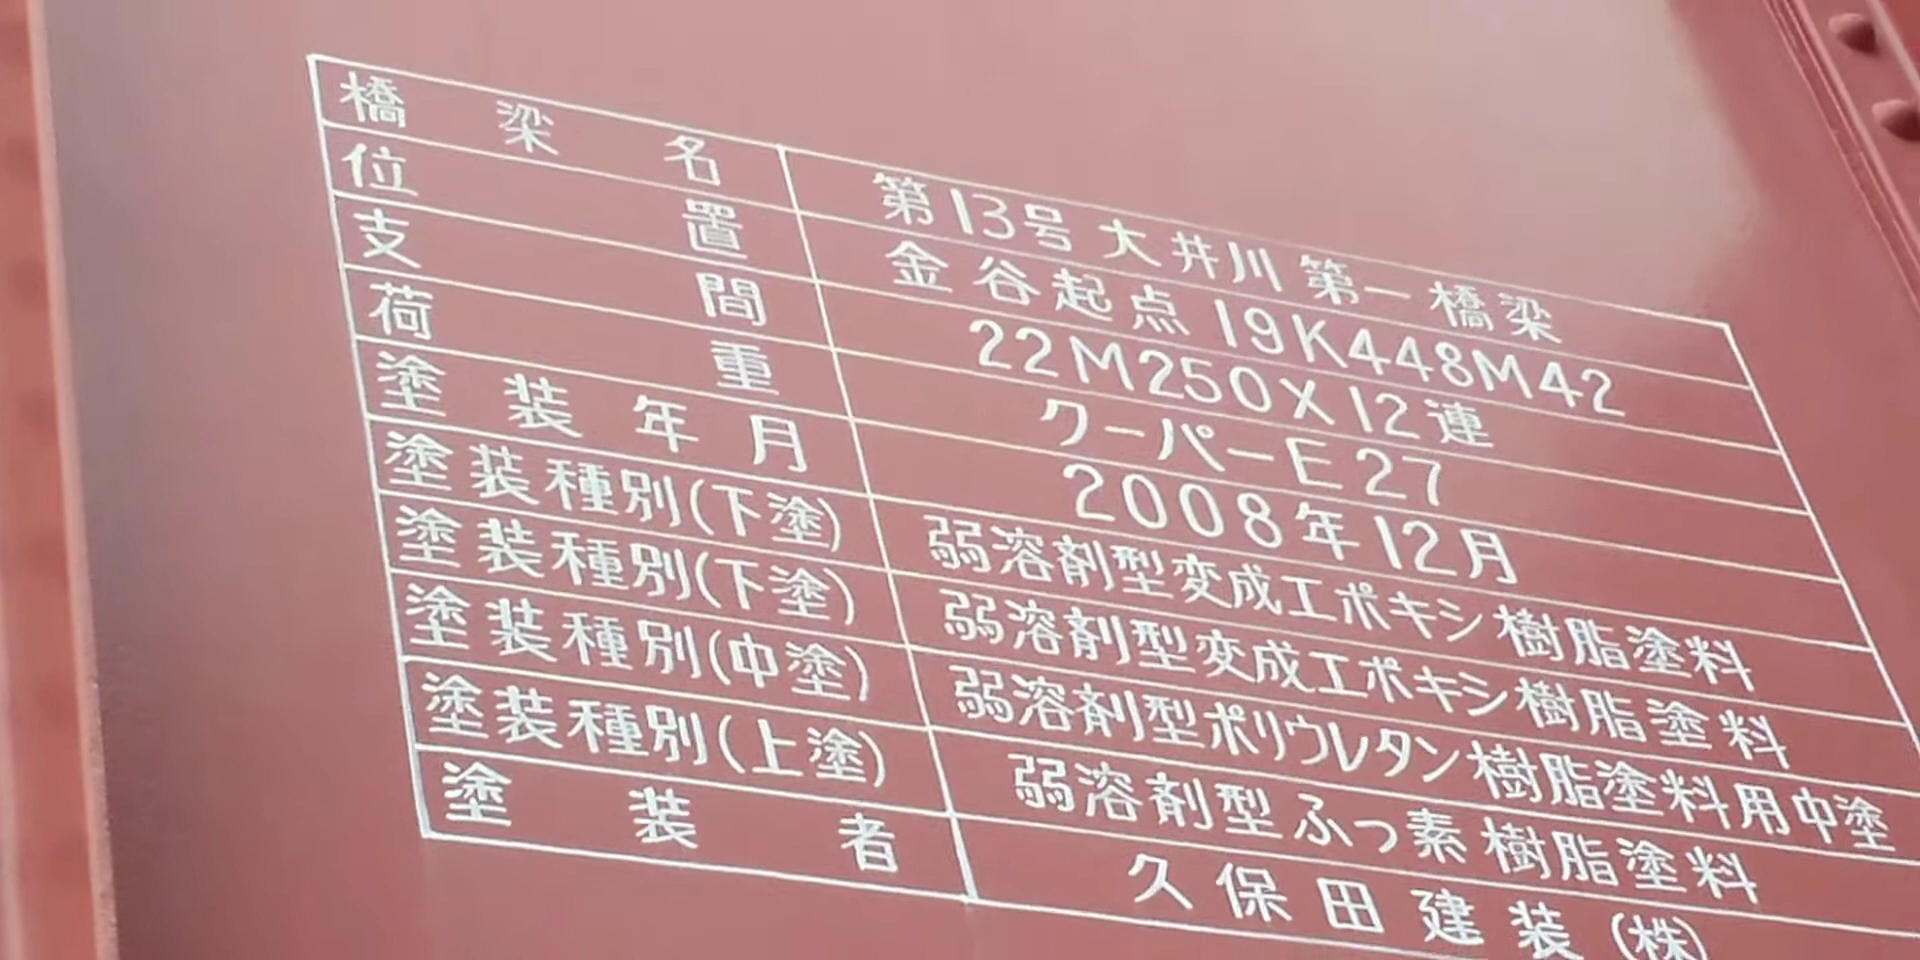 橋梁名 第13号大井川第一橋梁
位置 金谷起点19K448M42
支間 22M250X12連
荷重 クーパーE27
塗装年月 2008年12月
塗装種別(下塗) 弱溶剤型変成エポキシ樹脂塗料
塗装種別(下塗) 弱溶剤型変成エポキシ樹脂塗料
塗装種別(中塗) 弱溶剤型ポリウレタン樹脂塗料用中塗
塗装種別(上塗) 弱溶剤型ふっ素樹脂塗料
塗装者 久保田建装(株)